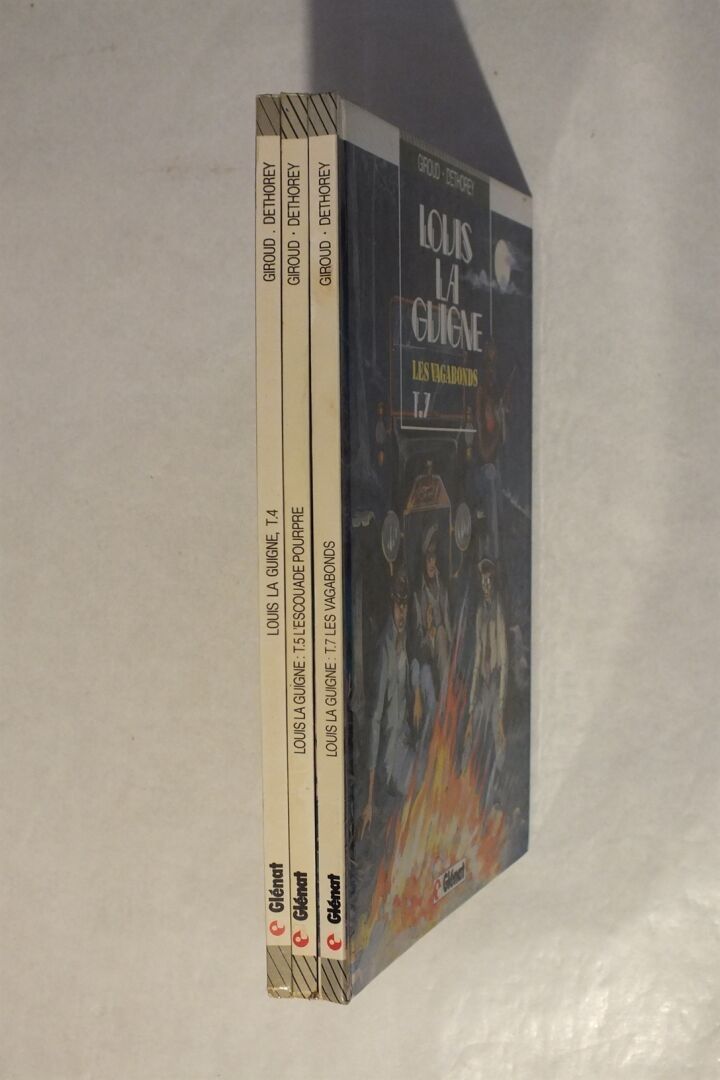 GIROUD . DETHOREY
LOUIS LA GUIGNE, T.4
Glénat
GIROUD · DETHOREY
LOUIS LA GUIGNE : T.5 L'ESCOUADE POURPRE
Glénat
GIROUD · DETHOREY
LOUIS LA GUIGNE : T.7 LES VAGABONDS
Glénat
GIROUD · DETHOREY
LOUIS
LA
GUIGNE
LES VAGABONDS
T.7
Glénat